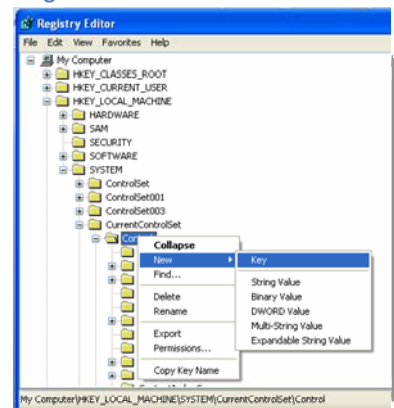 Registry Editor
File Edit View Favorites Help
My Computer
HKEY_CLASSES_ROOT
HKEY_CURRENT_USER
HKEY_LOCAL_MACHINE
HARDWARE
SAM
SECURITY
SOFTWARE
SYSTEM
ControlSet
ControlSet001
ControlSet003
CurrentControlSet
Collapse
New
Find...
Delete
Rename
Export
Permissions...
Copy Key Name
Key
String Value
Binary Value
DWORD Value
Multi-String Value
Expandable String Value
My Computer\HKEY_LOCAL_MACHINE\SYSTEM\CurrentControlSet\Control